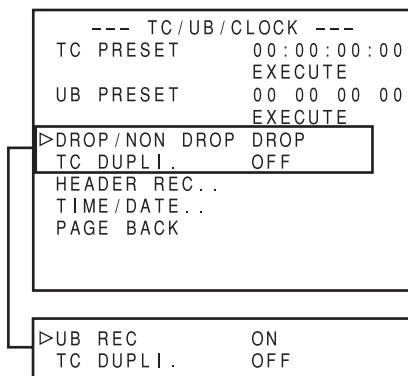 --- TC/UB/CLOCK ---
TC PRESET 00:00:00:00
EXECUTE
UB PRESET 00 00 00 00
EXECUTE
▷DROP/NON DROP DROP
TC DUPLI. OFF
HEADER REC..
TIME/DATE..
PAGE BACK
▷UB REC ON
TC DUPLI. OFF